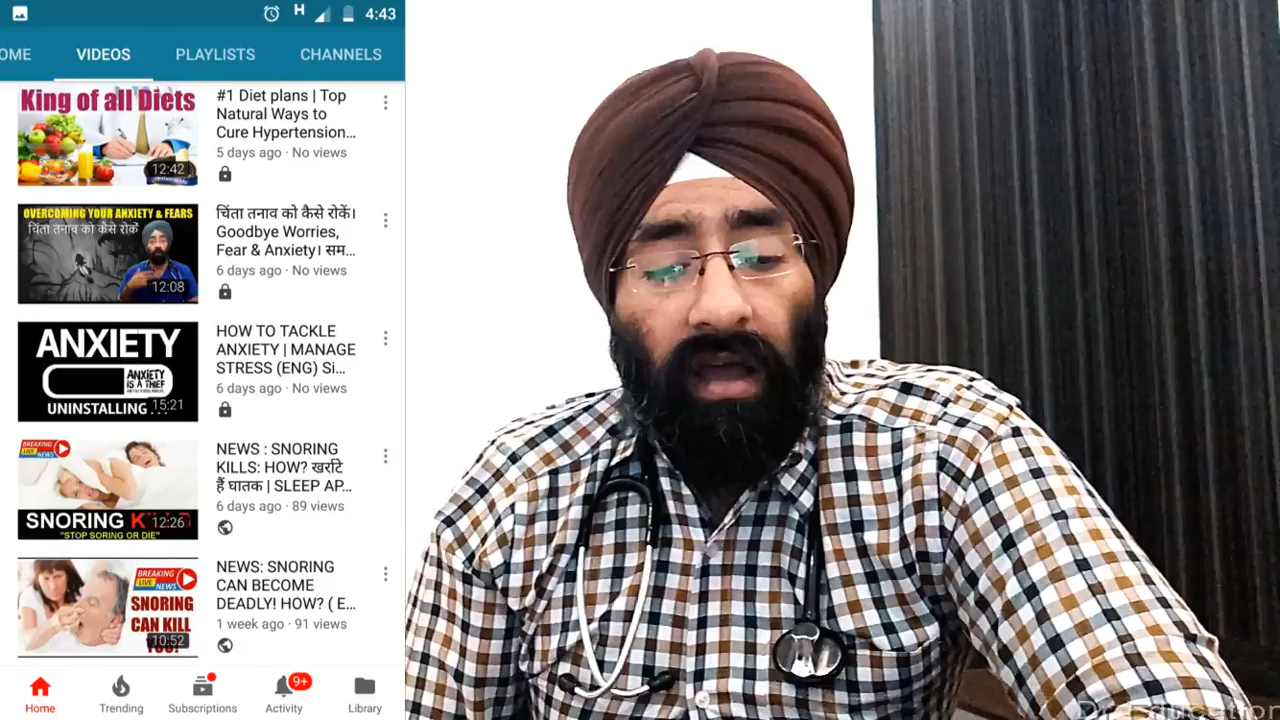 H 4:43
OME VIDEOS PLAYLISTS CHANNELS
King of all Diets
12:42
#1 Diet plans | Top
Natural Ways to
Cure Hypertension...
5 days ago · No views
OVERCOMING YOUR ANXIETY & FEARS
चिंता तनाव को कैसे रोकें
12:08
चिंता तनाव को कैसे रोकें।
Goodbye Worries,
Fear & Anxiety। सम...
6 days ago · No views
ANXIETY
ANXIETY
IS A THIEF
UNINSTALLING...
15:21
HOW TO TACKLE
ANXIETY | MANAGE
STRESS (ENG) Si...
6 days ago · No views
BREAKING
LIVE NEWS
SNORING K
12:26
"STOP SORING OR DIE"
NEWS : SNORING
KILLS: HOW? खर्राटे
हैं घातक | SLEEP AP...
6 days ago · 89 views
BREAKING
LIVE NEWS
SNORING
CAN KILL
YOU!
10:52
NEWS: SNORING
CAN BECOME
DEADLY! HOW? ( E...
1 week ago · 91 views
9+
Home Trending Subscriptions Activity Library
Dr.Education